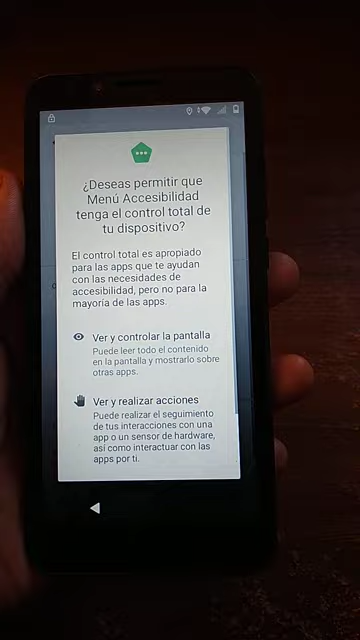 ¿Deseas permitir que
Menú Accesibilidad
tenga el control total de
tu dispositivo?
El control total es apropiado
para las apps que te ayudan
con las necesidades de
accesibilidad, pero no para la
mayoría de las apps.
Ver y controlar la pantalla
Puede leer todo el contenido
en la pantalla y mostrarlo sobre
otras apps.
Ver y realizar acciones
Puede realizar el seguimiento
de tus interacciones con una
app o un sensor de hardware,
así como interactuar con las
apps por ti.